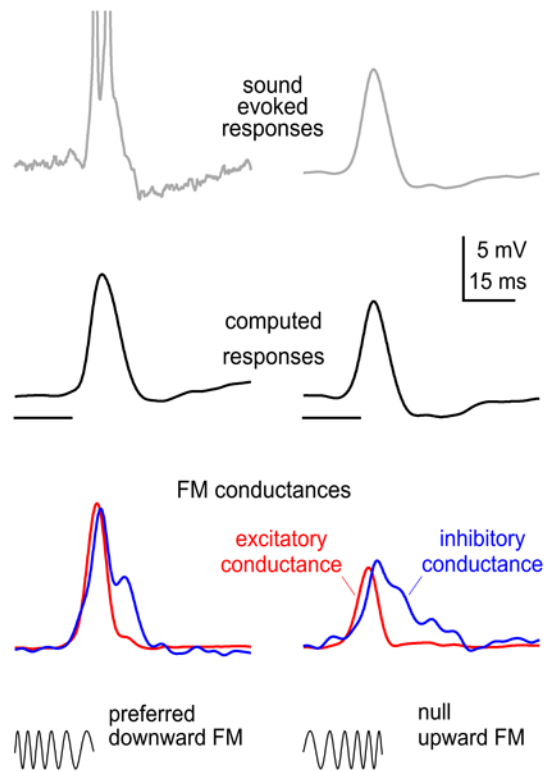 sound
evoked
responses
5 mV
15 ms
computed
responses
FM conductances
excitatory
conductance
inhibitory
conductance
preferred
downward FM
null
upward FM